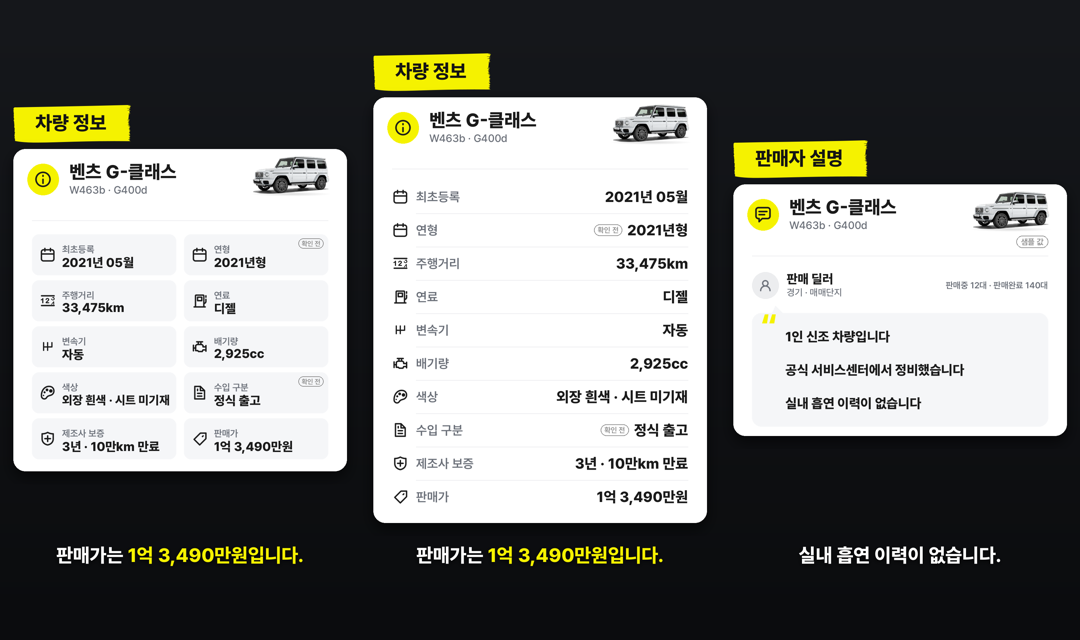 차량 정보
벤츠 G-클래스
W463b · G400d
최초등록
2021년 05월
연형
확인 전
2021년형
주행거리
33,475km
연료
디젤
변속기
자동
배기량
2,925cc
색상
외장 흰색 · 시트 미기재
수입 구분
확인 전
정식 출고
제조사 보증
3년 · 10만km 만료
판매가
1억 3,490만원
판매가는 1억 3,490만원입니다.
차량 정보
벤츠 G-클래스
W463b · G400d
최초등록 2021년 05월
연형 확인 전 2021년형
주행거리 33,475km
연료 디젤
변속기 자동
배기량 2,925cc
색상 외장 흰색 · 시트 미기재
수입 구분 확인 전 정식 출고
제조사 보증 3년 · 10만km 만료
판매가 1억 3,490만원
판매가는 1억 3,490만원입니다.
판매자 설명
벤츠 G-클래스
W463b · G400d
샘플 값
판매 딜러
경기 · 매매단지
판매중 12대 · 판매완료 140대
1인 신조 차량입니다
공식 서비스센터에서 정비했습니다
실내 흡연 이력이 없습니다
실내 흡연 이력이 없습니다.